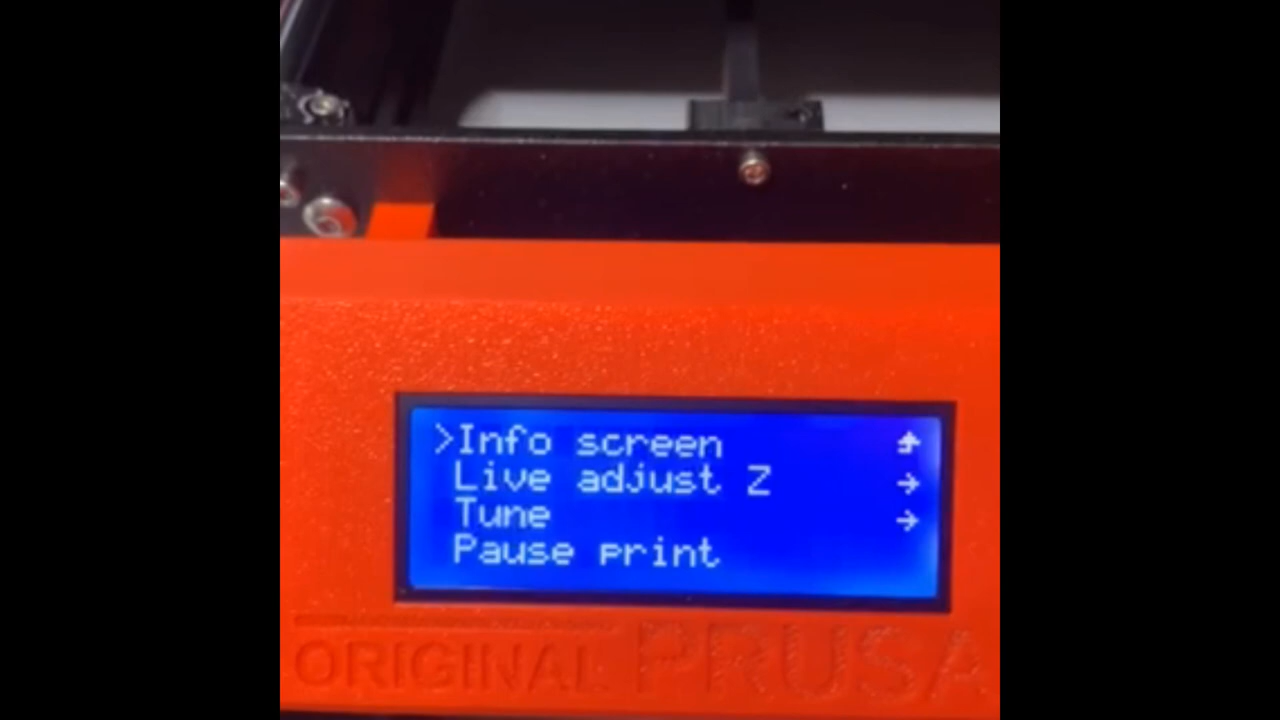 >Info screen
Live adjust Z →
Tune →
Pause print
ORIGINAL PRUSA